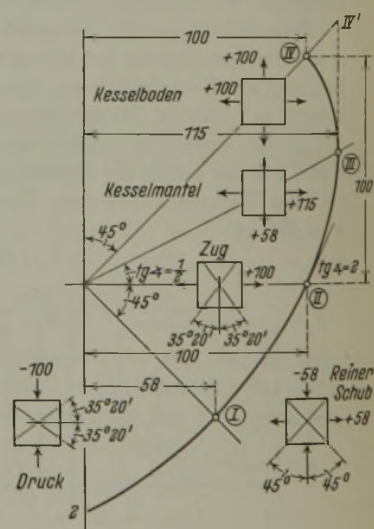 100
IV'
IV
+100
+100
Kesselboden
115
III
Kesselmantel
100
+115
+58
45°
Zug
tg∢=1/2
+100
tg∢=2
45°
II
35°20'
35°20'
100
-100
58
-58
Reiner
Schub
-35°20'
-35°20'
I
+58
Druck
45°
45°
2